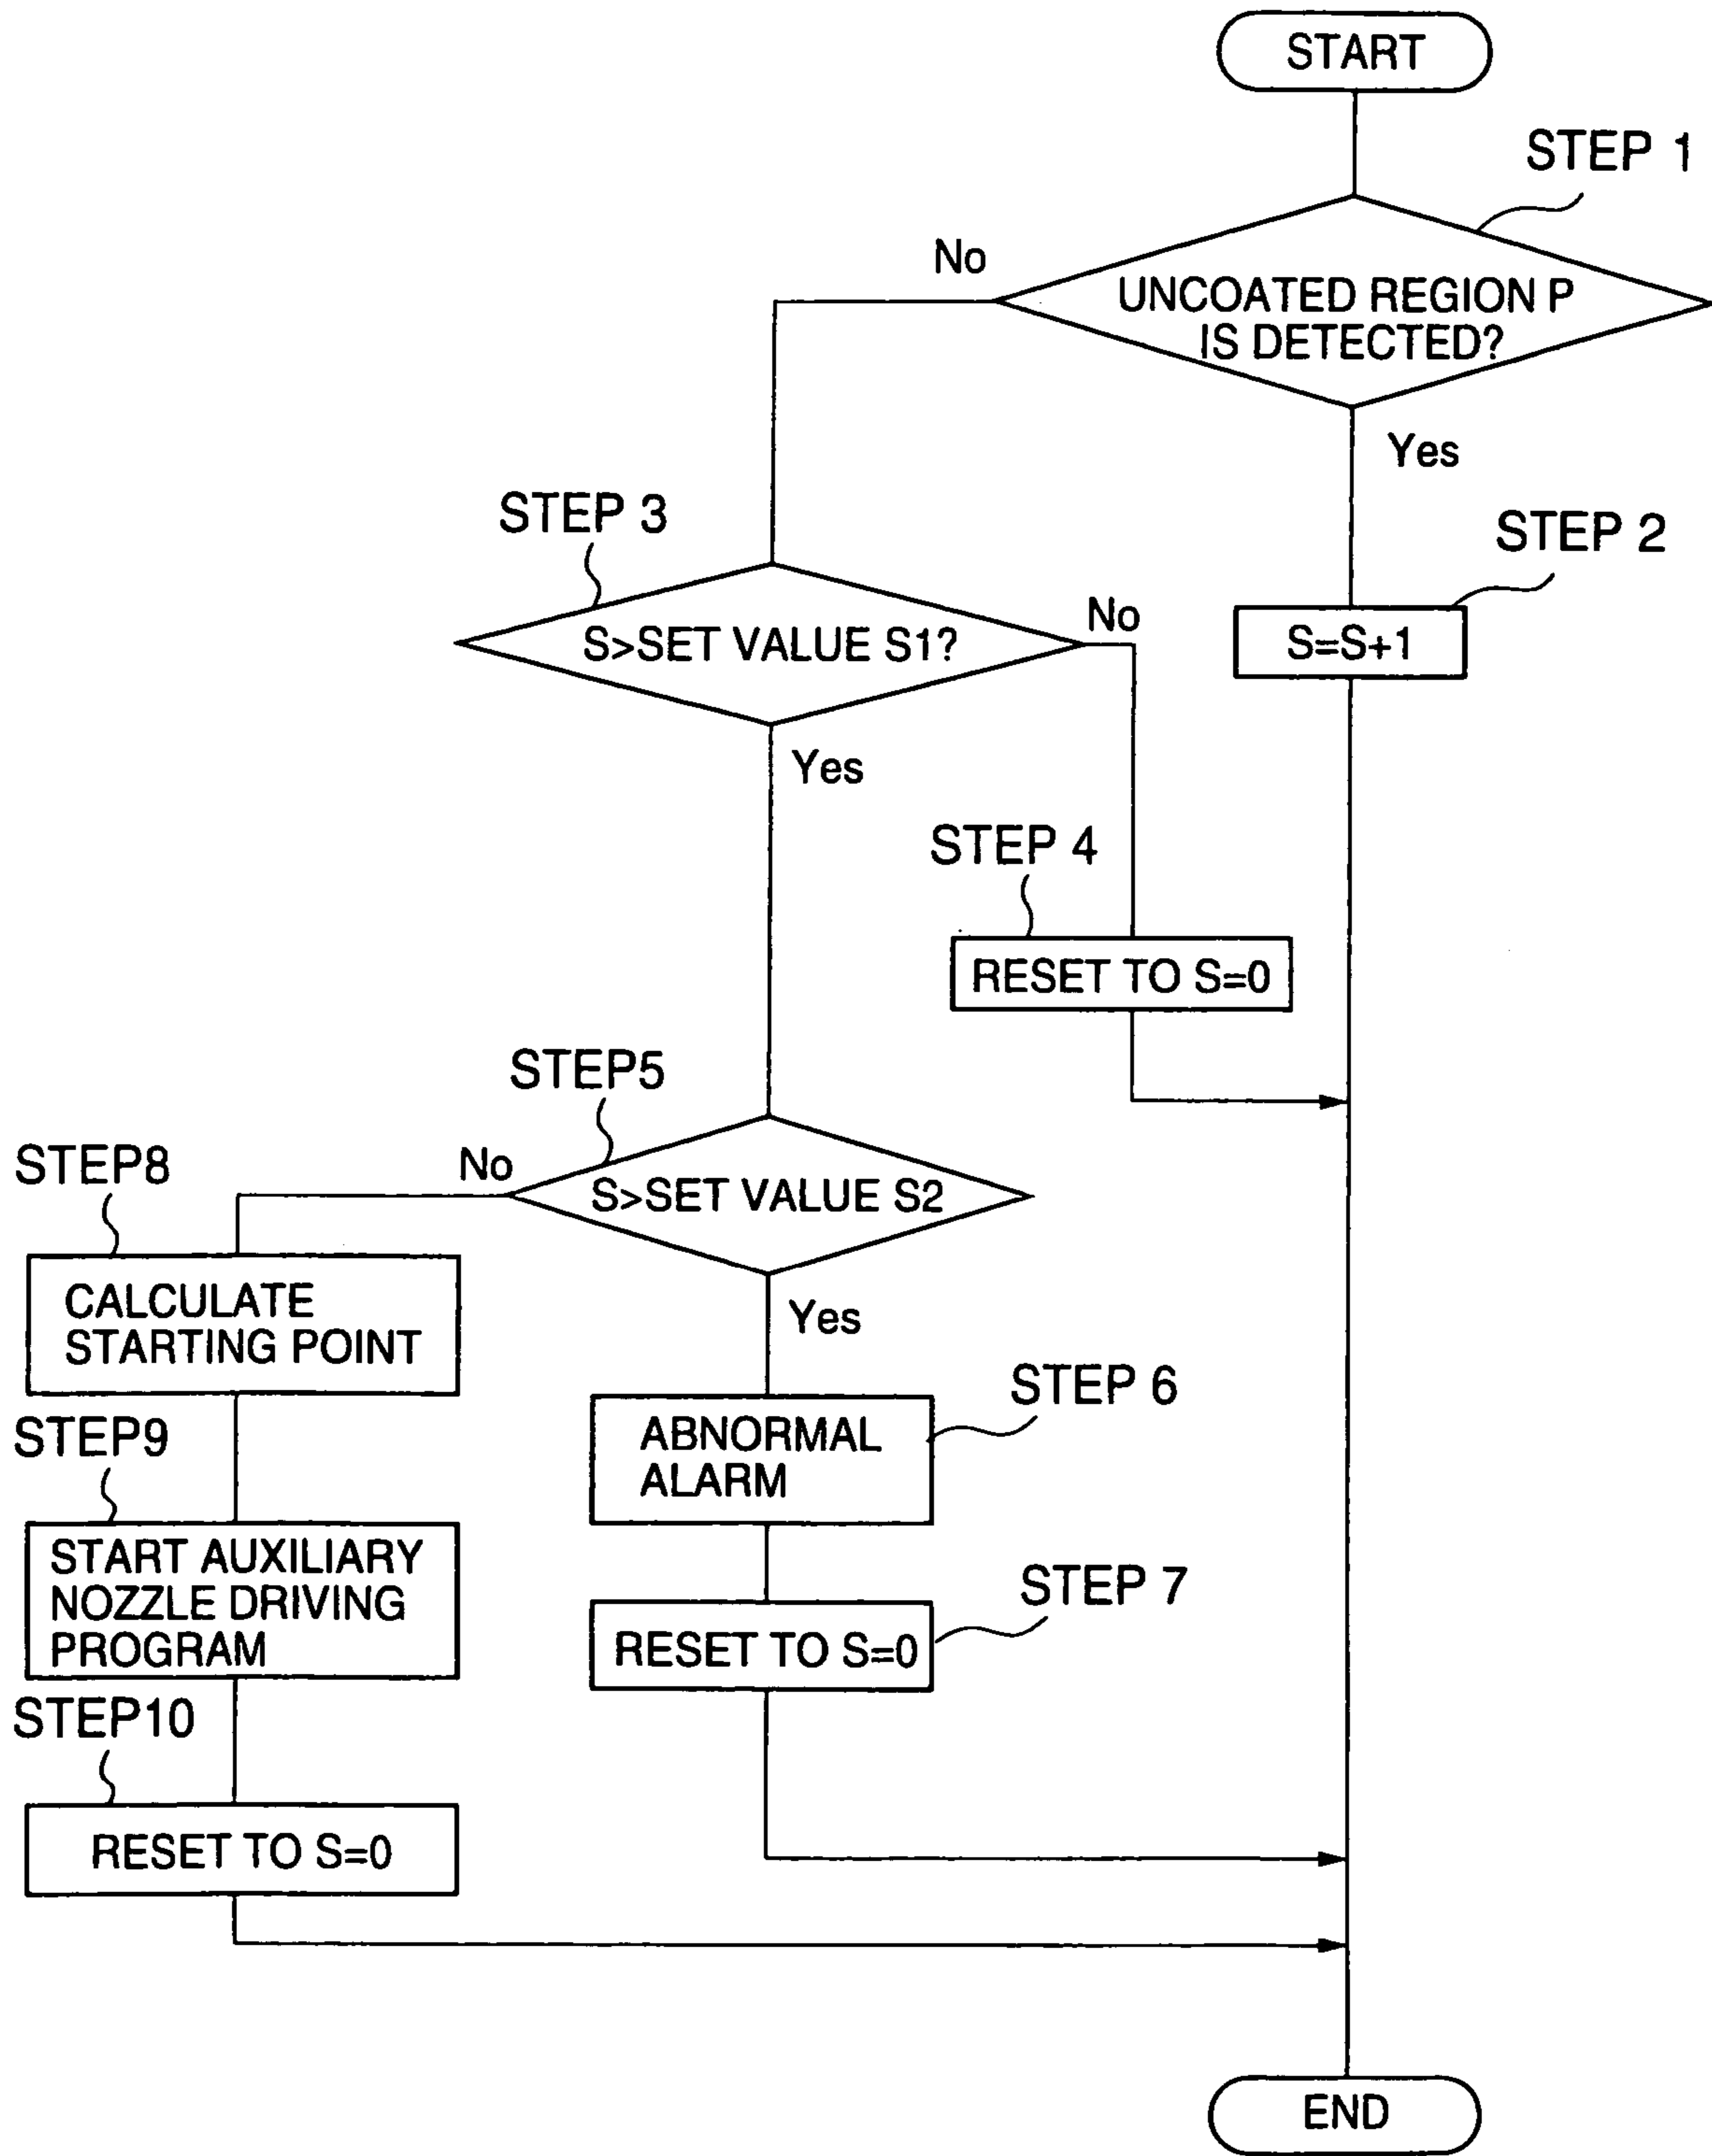 START
STEP 1
No
UNCOATED REGION P
IS DETECTED?
Yes
STEP 3
STEP 2
No
S>SET VALUE S1?
S=S+1
Yes
STEP 4
RESET TO S=0
STEP5
STEP8
No
S>SET VALUE S2
CALCULATE
STARTING POINT
Yes
STEP 6
ABNORMAL
ALARM
STEP9
START AUXILIARY
NOZZLE DRIVING
PROGRAM
STEP 7
RESET TO S=0
STEP10
RESET TO S=0
END